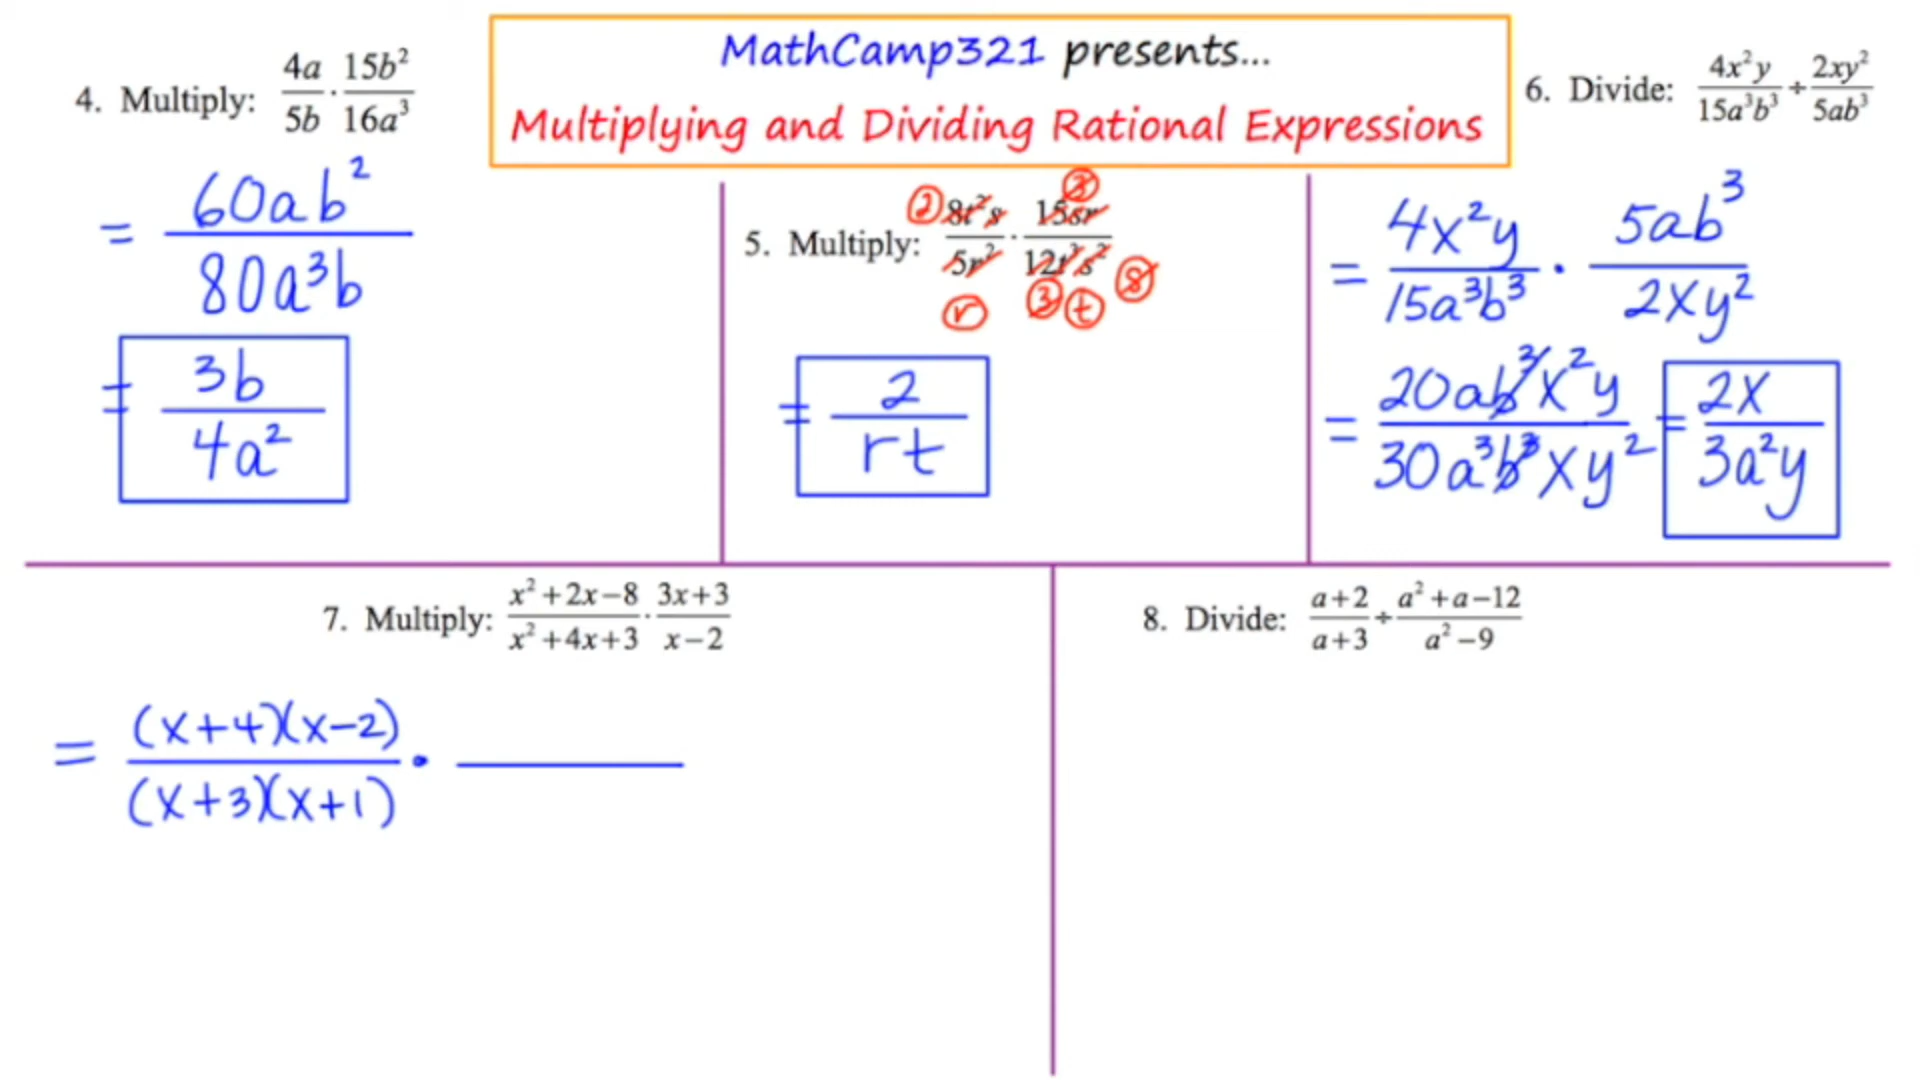 MathCamp321 presents...
Multiplying and Dividing Rational Expressions
4. Multiply: 4a/5b · 15b²/16a³
= 60ab²/80a³b
= 3b/4a²
5. Multiply: 8t²s/5r² · 15sr/12t³s²
② ③
ⓡ ③ ⓣ ⓢ
= 2/rt
6. Divide: 4x²y/15a³b³ ÷ 2xy²/5ab³
= 4x²y/15a³b³ · 5ab³/2xy²
= 20ab³x²y/30a³b³xy² = 2x/3a²y
7. Multiply: x²+2x−8/x²+4x+3 · 3x+3/x−2
= (x+4)(x−2)/(x+3)(x+1) ·
8. Divide: a+2/a+3 ÷ a²+a−12/a²−9